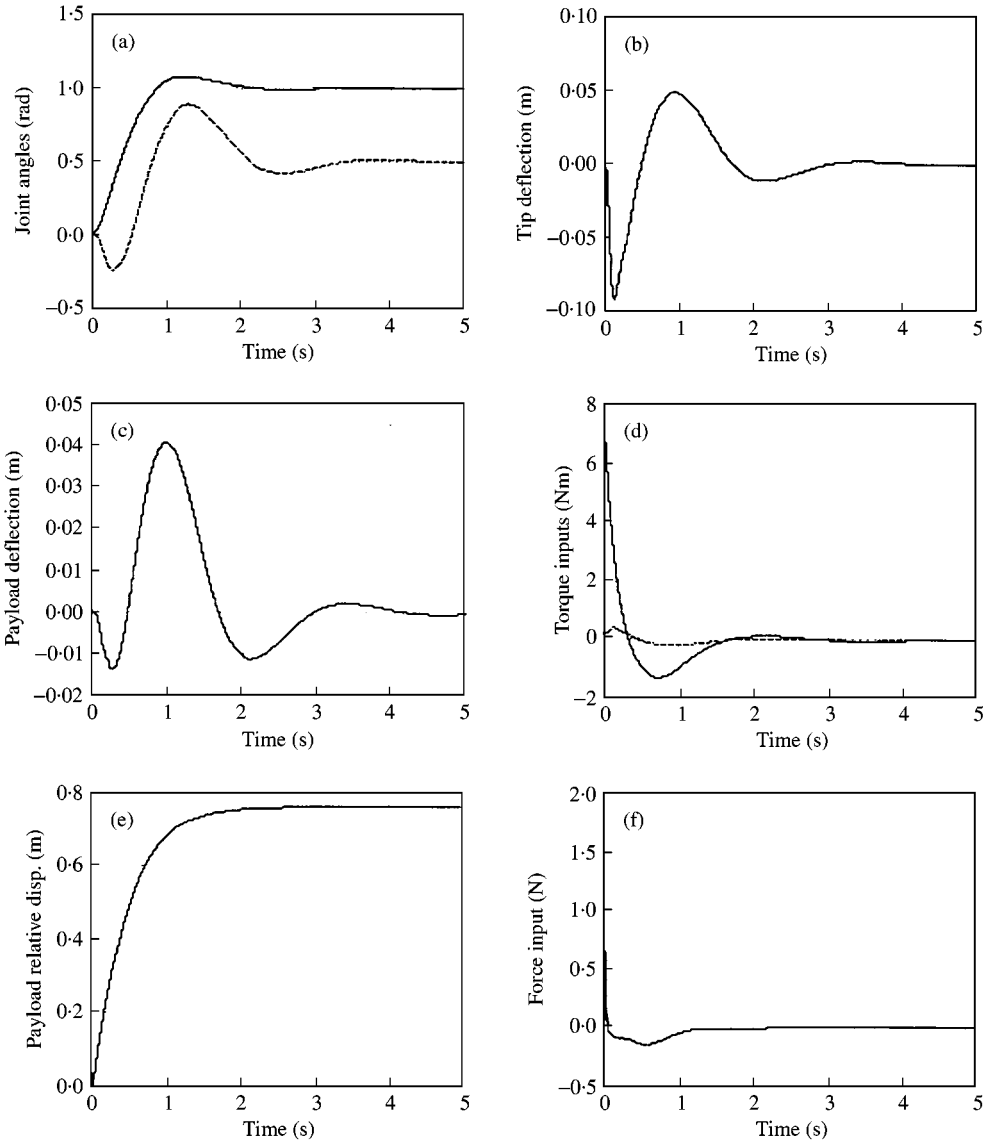 (a)
Joint angles (rad)
1·5
1·0
0·5
0·0
−0·5
0 1 2 3 4 5
Time (s)
(b)
Tip deflection (m)
0·10
0·05
0·00
−0·05
−0·10
0 1 2 3 4 5
Time (s)
(c)
Payload deflection (m)
0·05
0·04
0·03
0·02
0·01
0·00
−0·01
−0·02
0 1 2 3 4 5
Time (s)
(d)
Torque inputs (Nm)
8
6
4
2
0
−2
0 1 2 3 4 5
Time (s)
(e)
Payload relative disp. (m)
0·8
0·6
0·4
0·2
0·0
0 1 2 3 4 5
Time (s)
(f)
Force input (N)
2·0
1·5
1·0
0·5
0·0
−0·5
0 1 2 3 4 5
Time (s)